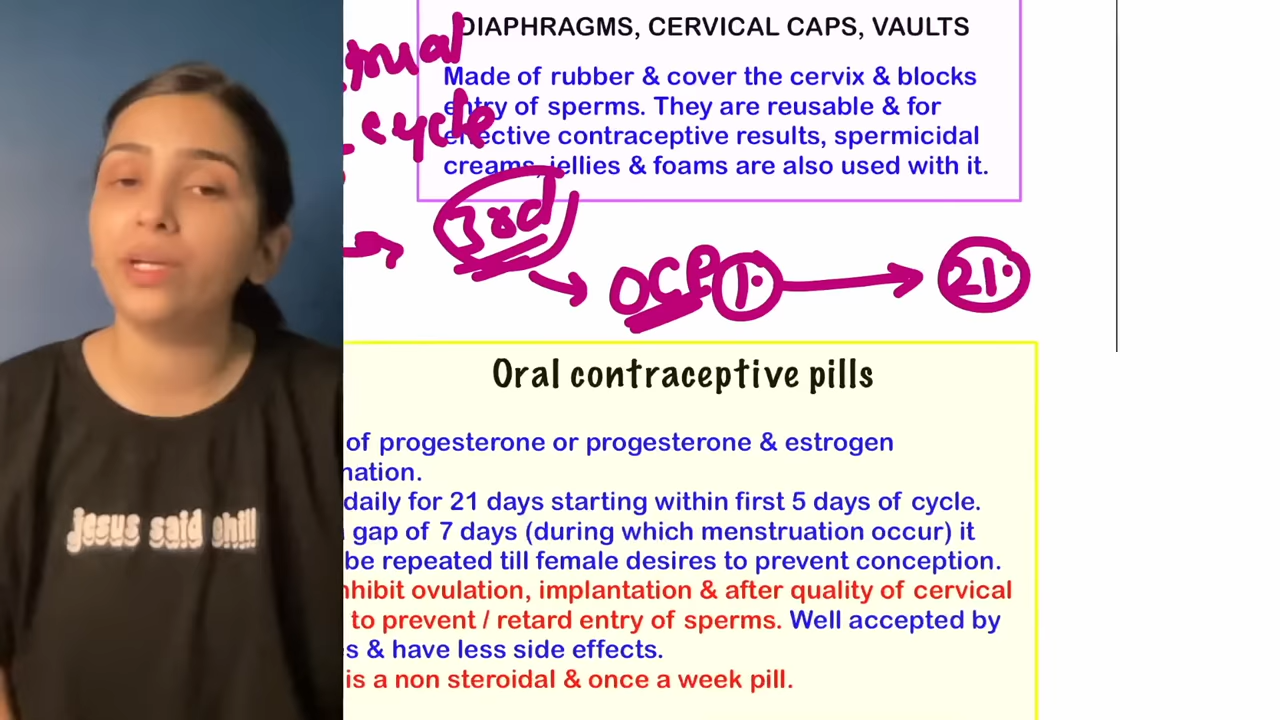 DIAPHRAGMS, CERVICAL CAPS, VAULTS
Made of rubber & cover the cervix & blocks
entry of sperms. They are reusable & for
effective contraceptive results, spermicidal
creams, jellies & foams are also used with it.
trual
cycle
3rd
OCP 1. 21.
Oral contraceptive pills
of progesterone or progesterone & estrogen
nation.
daily for 21 days starting within first 5 days of cycle.
gap of 7 days (during which menstruation occur) it
be repeated till female desires to prevent conception.
nhibit ovulation, implantation & after quality of cervical
to prevent / retard entry of sperms. Well accepted by
s & have less side effects.
is a non steroidal & once a week pill.
jesus said chill